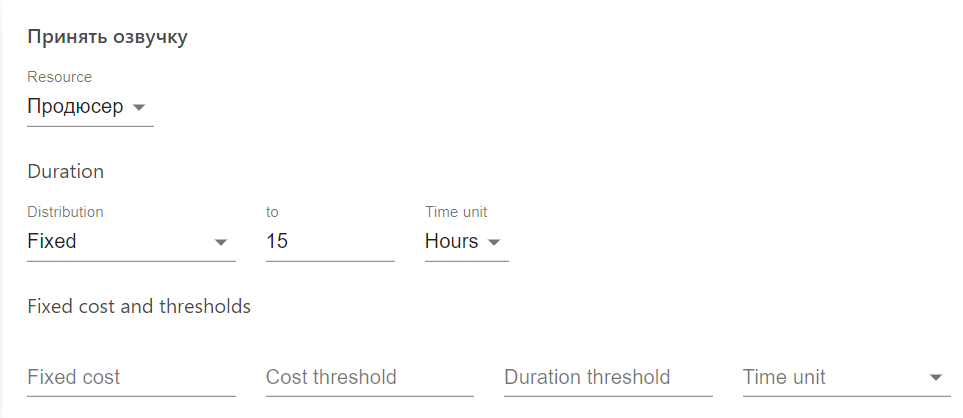 Принять озвучку
Resource
Продюсер
Duration
Distribution to Time unit
Fixed 15 Hours
Fixed cost and thresholds
Fixed cost Cost threshold Duration threshold Time unit